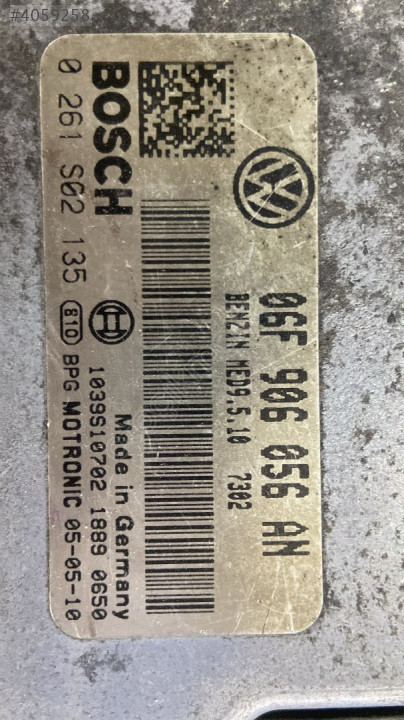 #4059258
06F 906 056 AN
BENZIN MED9.5.10 7302
BOSCH
Made in Germany
1039S10702 1889 0650
0 261 S02 135 810 BPG MOTRONIC 05-05-10